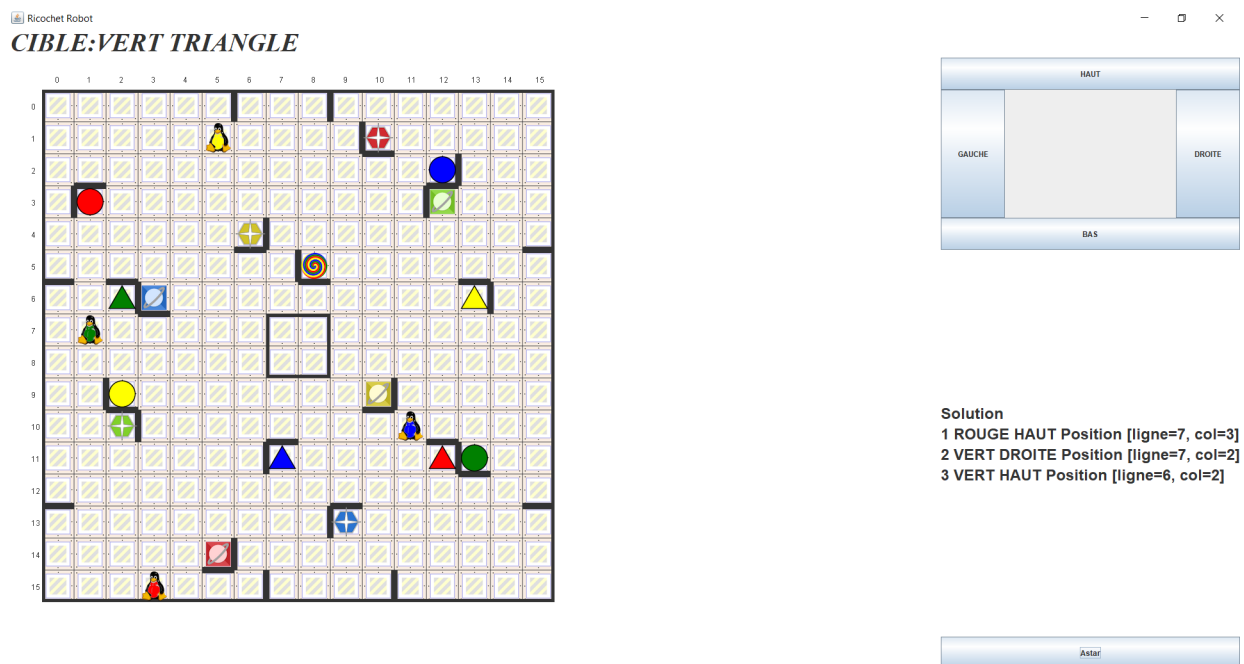 Ricochet Robot
CIBLE:VERT TRIANGLE
0 1 2 3 4 5 6 7 8 9 10 11 12 13 14 15
0
1
2
3
4
5
6
7
8
9
10
11
12
13
14
15
HAUT
GAUCHE
DROITE
BAS
Solution
1 ROUGE HAUT Position [ligne=7, col=3]
2 VERT DROITE Position [ligne=7, col=2]
3 VERT HAUT Position [ligne=6, col=2]
Astar